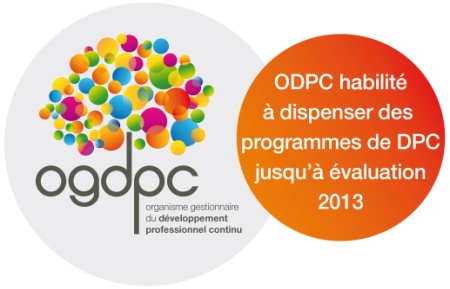 ogdpc
organisme gestionnaire
du développement
professionnel continu
ODPC habilité
à dispenser des
programmes de DPC
jusqu'à évaluation
2013